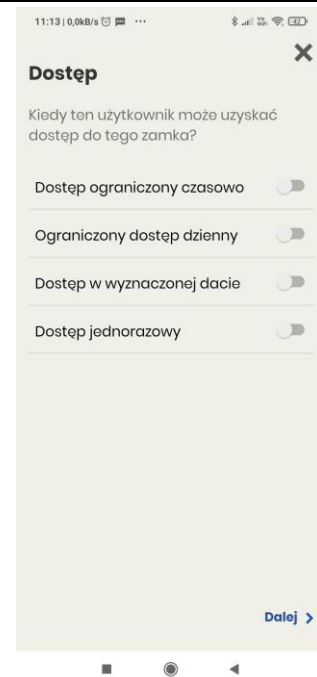 11:13 | 0,0kB/s
42
Dostęp
Kiedy ten użytkownik może uzyskać
dostęp do tego zamka?
Dostęp ograniczony czasowo
Ograniczony dostęp dzienny
Dostęp w wyznaczonej dacie
Dostęp jednorazowy
Dalej